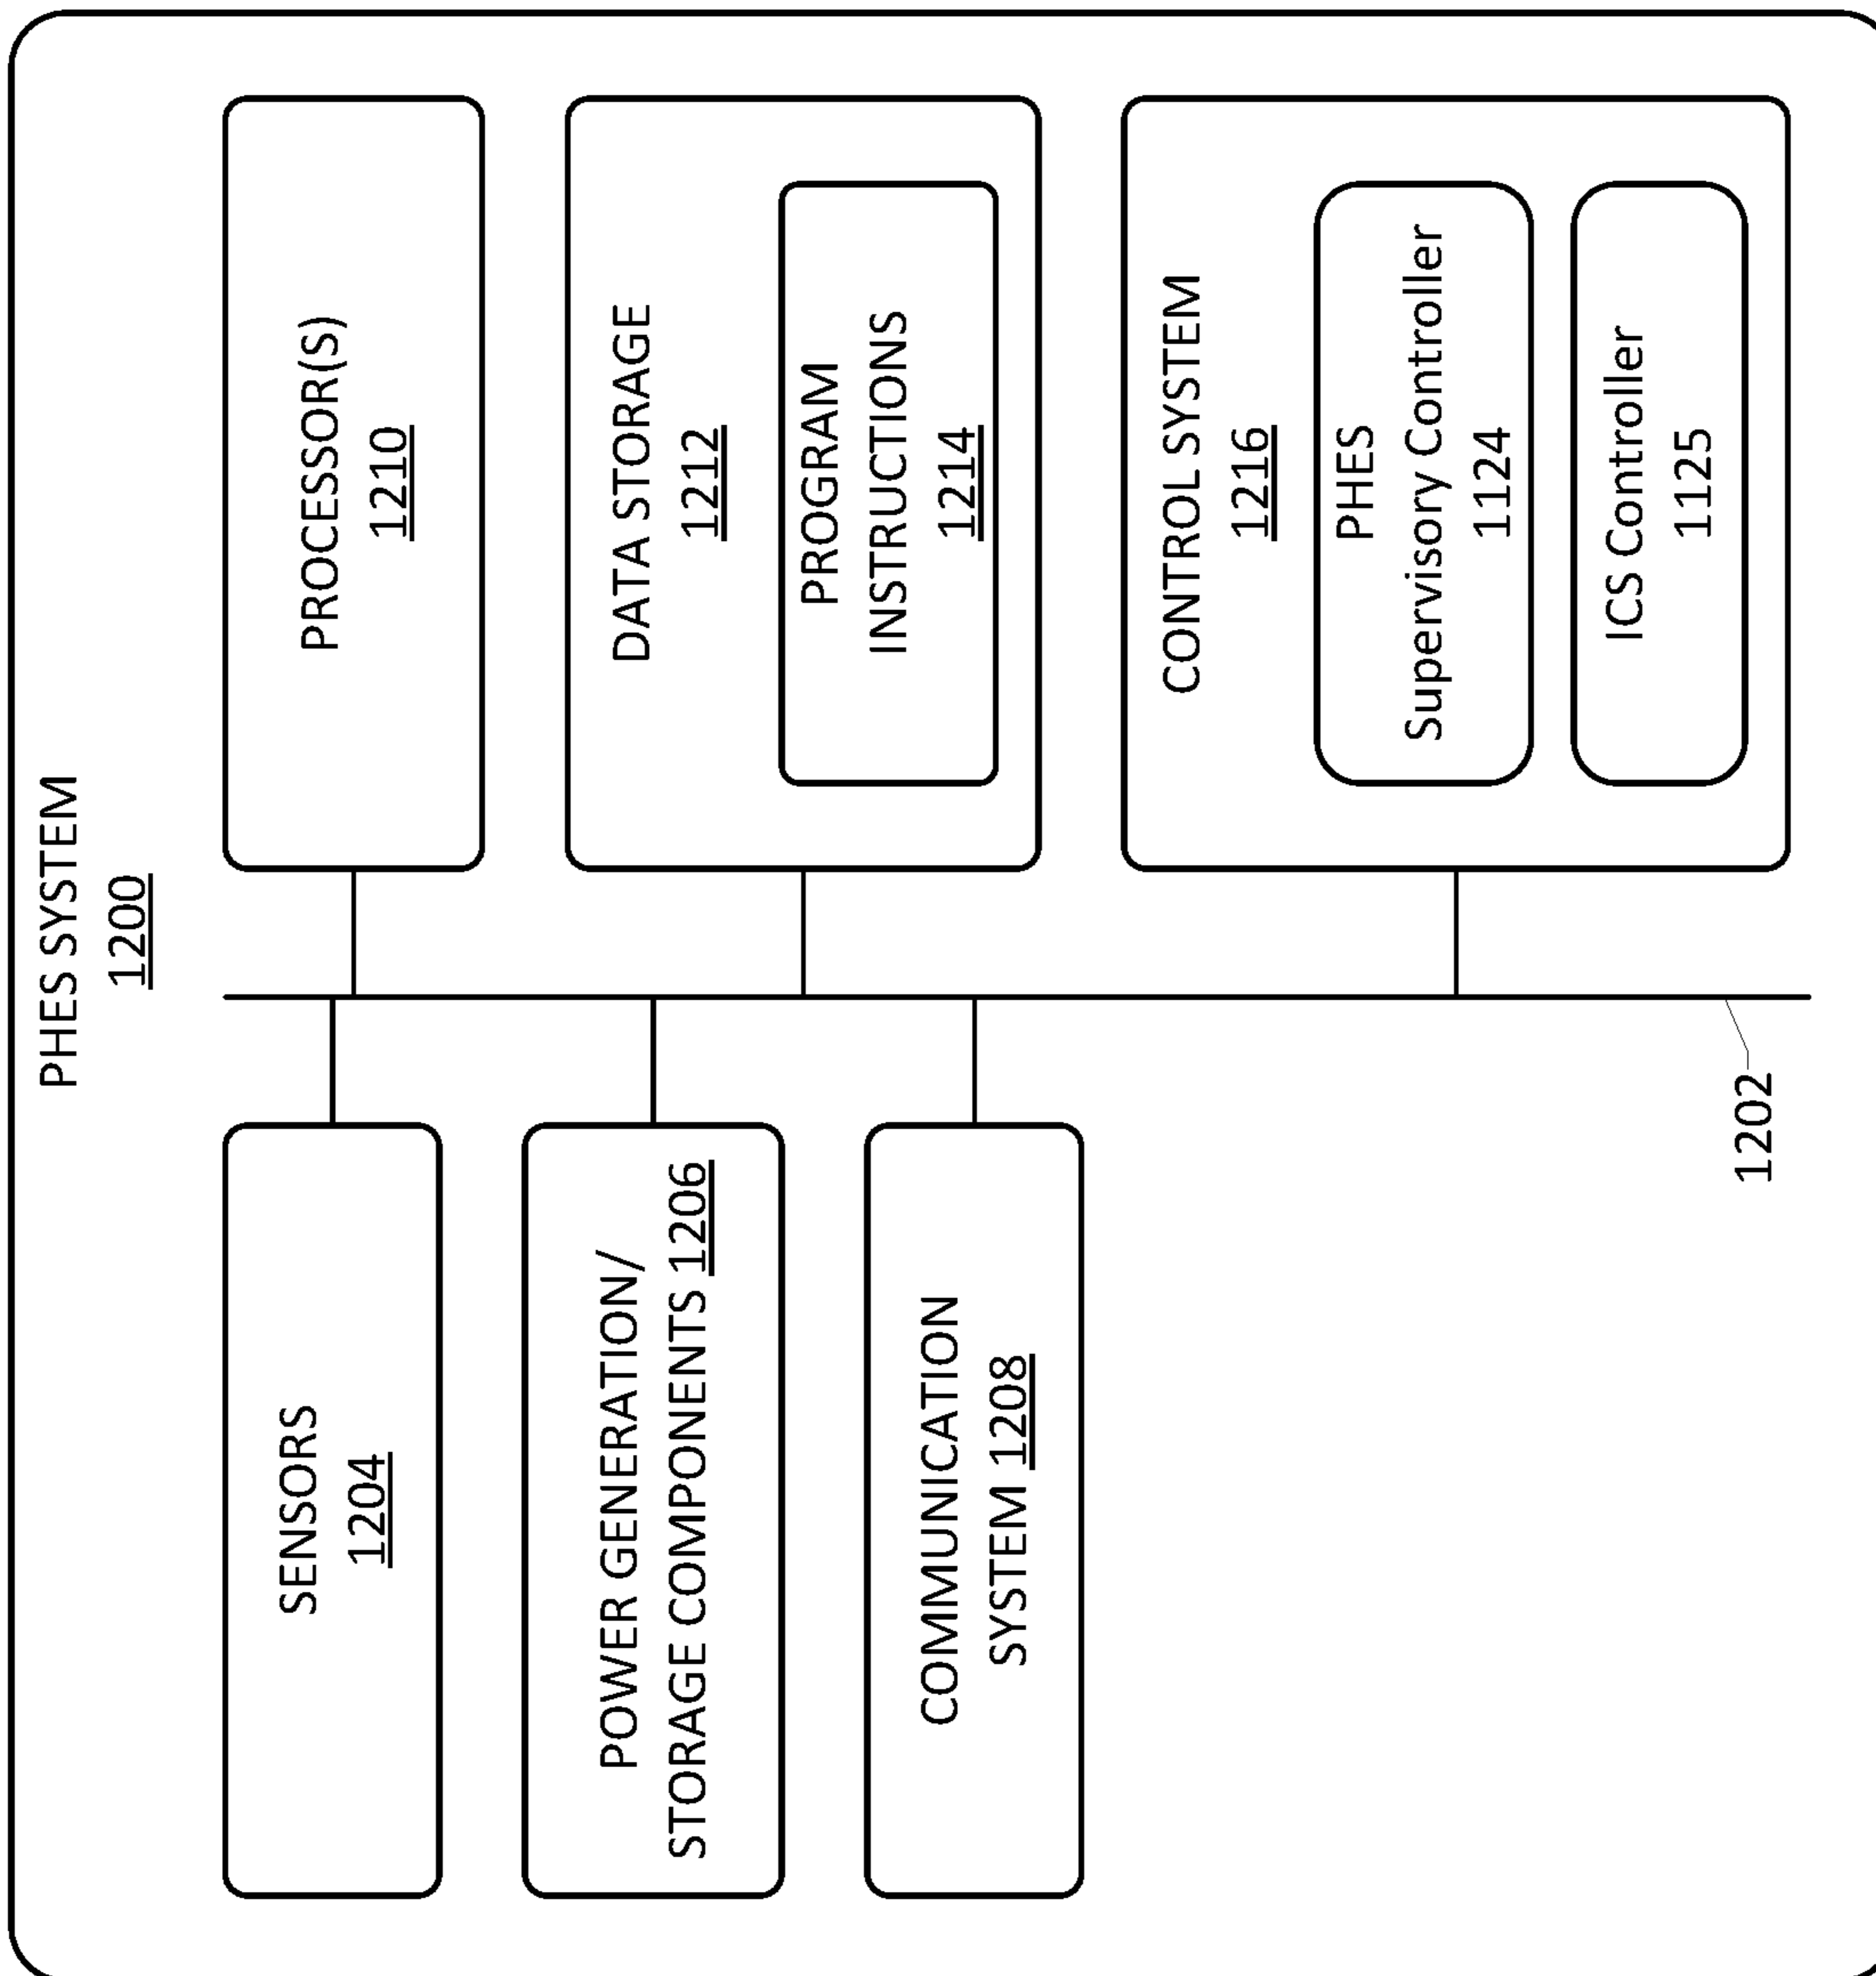 PHES SYSTEM
1200
SENSORS
1204
POWER GENERATION/
STORAGE COMPONENTS 1206
COMMUNICATION
SYSTEM 1208
PROCESSOR(S)
1210
DATA STORAGE
1212
PROGRAM
INSTRUCTIONS
1214
CONTROL SYSTEM
1216
PHES
Supervisory Controller
1124
ICS Controller
1125
1202